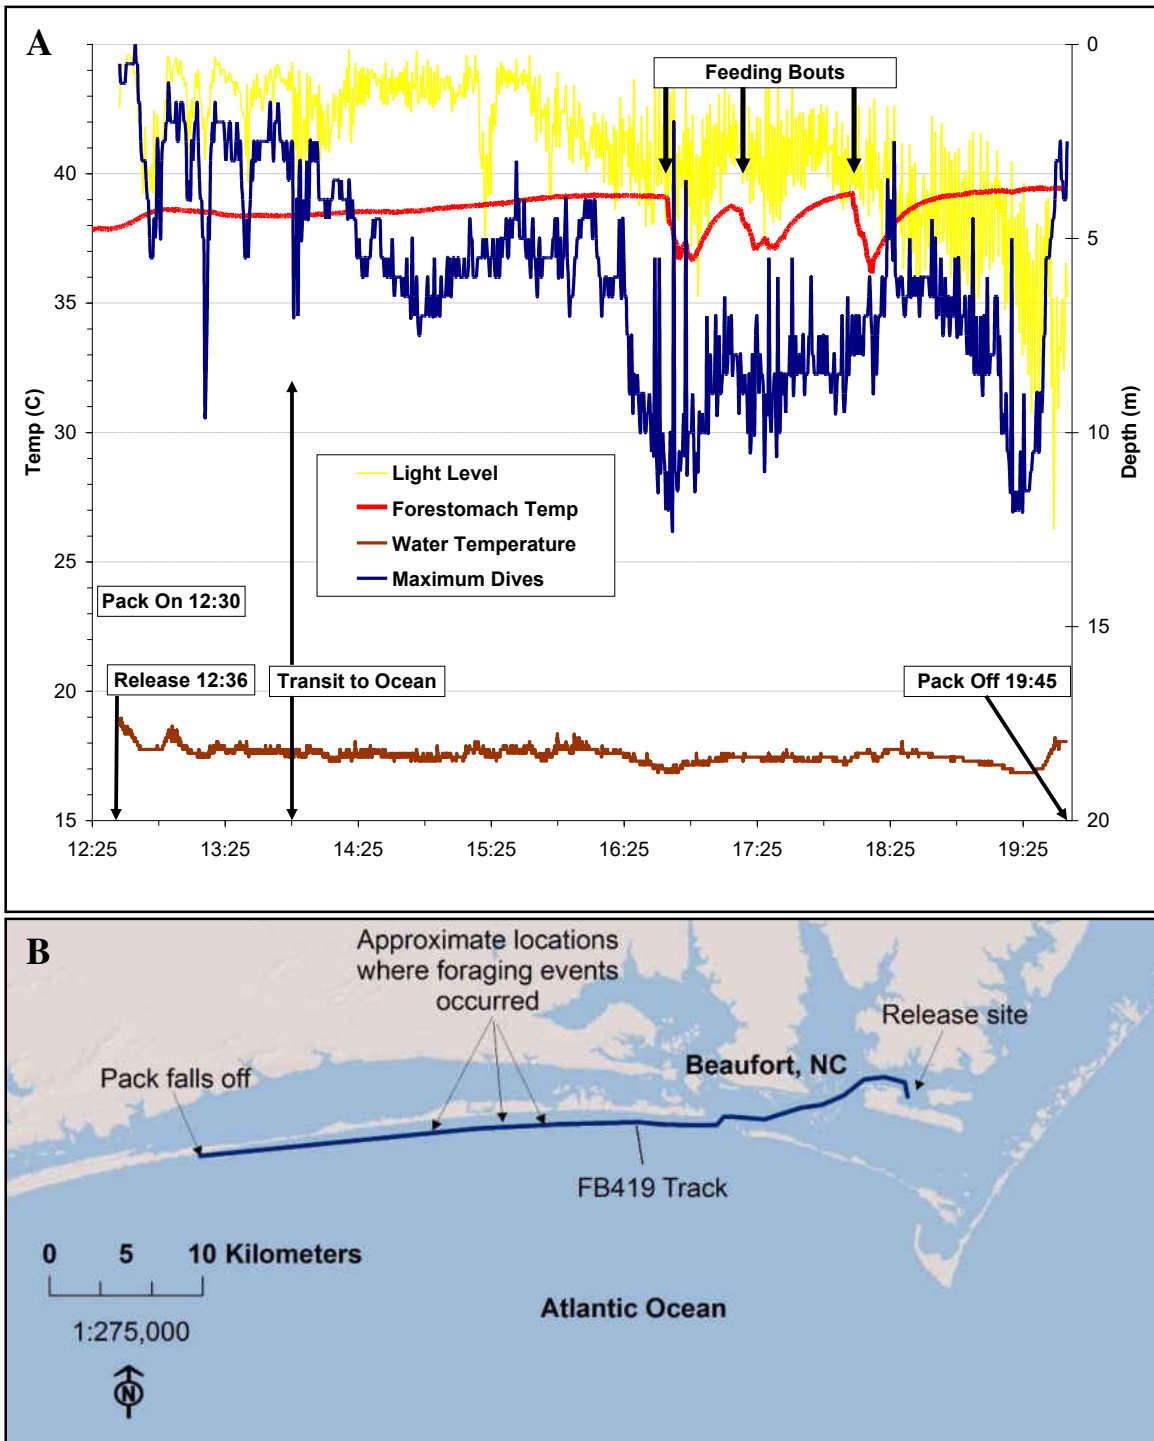 A
Feeding Bouts
45
40
35
30
25
20
15
Temp (C)
0
5
10
15
20
Depth (m)
Light Level
Forestomach Temp
Water Temperature
Maximum Dives
Pack On 12:30
Release 12:36
Transit to Ocean
Pack Off 19:45
12:25
13:25
14:25
15:25
16:25
17:25
18:25
19:25
B
Approximate locations
where foraging events
occurred
Release site
Beaufort, NC
Pack falls off
FB419 Track
0 5 10 Kilometers
1:275,000
N
Atlantic Ocean